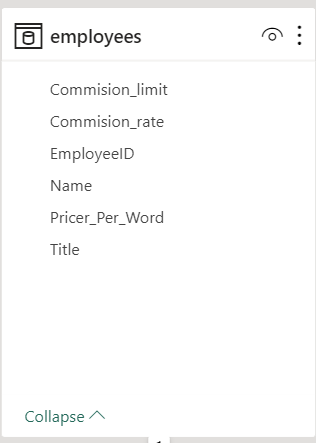 employees
Commision_limit
Commision_rate
EmployeeID
Name
Pricer_Per_Word
Title
Collapse